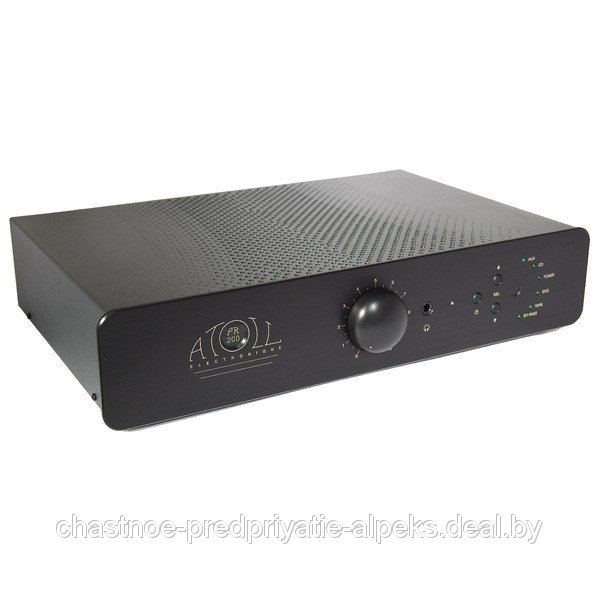 ATOLL
PR
200
ELECTRONIQUE
AUX
CD
TUNER
SEL
DVD
TAPE
BY-PASS
chastnoe-predpriyatie-alpeks.deal.by